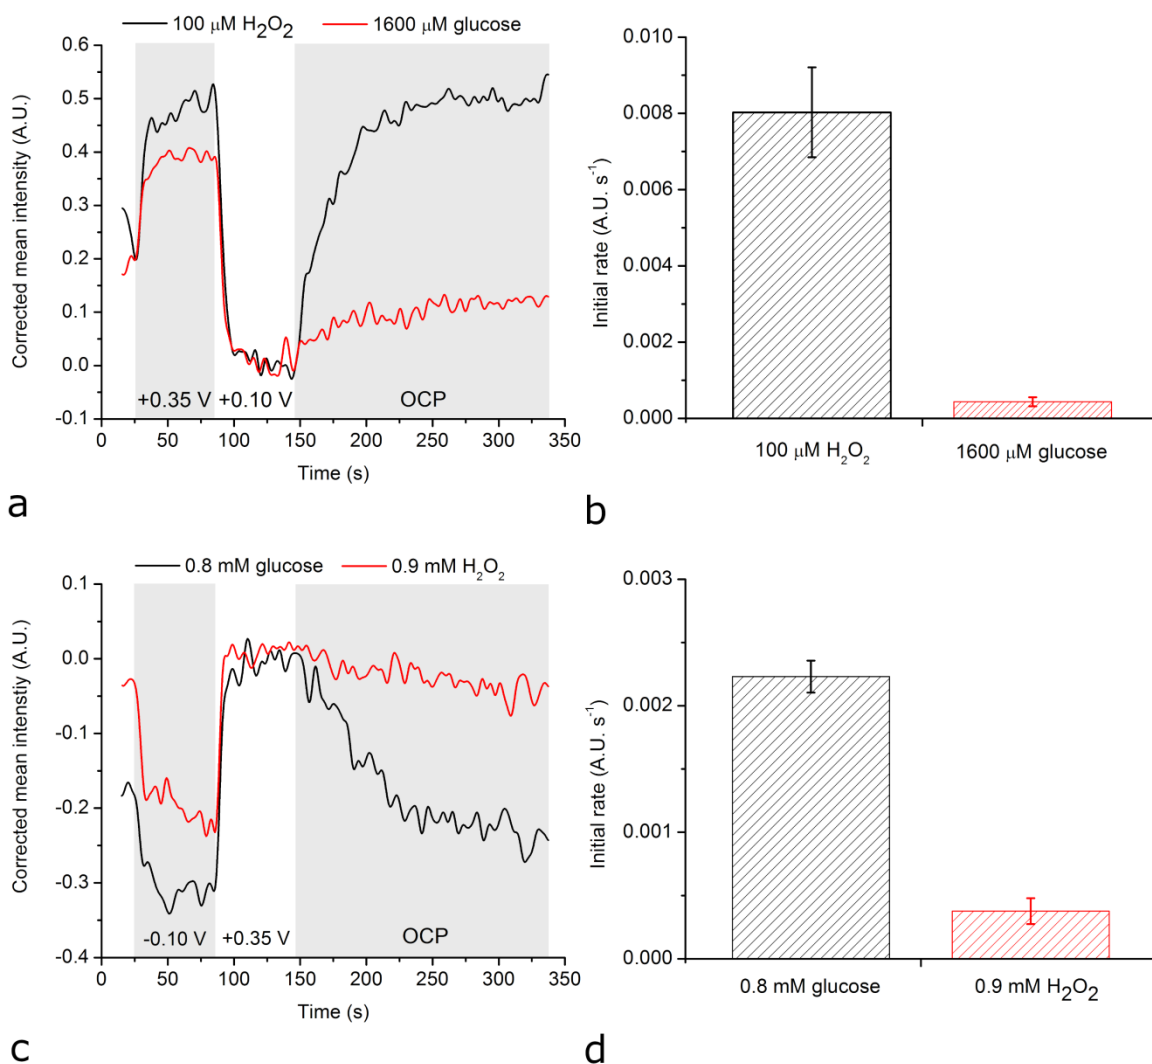 100 μM H₂O₂
1600 μM glucose
Corrected mean intensity (A.U.)
0.6
0.5
0.4
0.3
0.2
0.1
0.0
-0.1
+0.35 V
+0.10 V
OCP
0 50 100 150 200 250 300 350
Time (s)
a
Initial rate (A.U. s⁻¹)
0.010
0.008
0.006
0.004
0.002
0.000
100 μM H₂O₂
1600 μM glucose
b
0.8 mM glucose
0.9 mM H₂O₂
Corrected mean intenstiy (A.U.)
0.1
0.0
-0.1
-0.2
-0.3
-0.4
-0.10 V
+0.35 V
OCP
0 50 100 150 200 250 300 350
Time (s)
c
Initial rate (A.U. s⁻¹)
0.003
0.002
0.001
0.000
0.8 mM glucose
0.9 mM H₂O₂
d